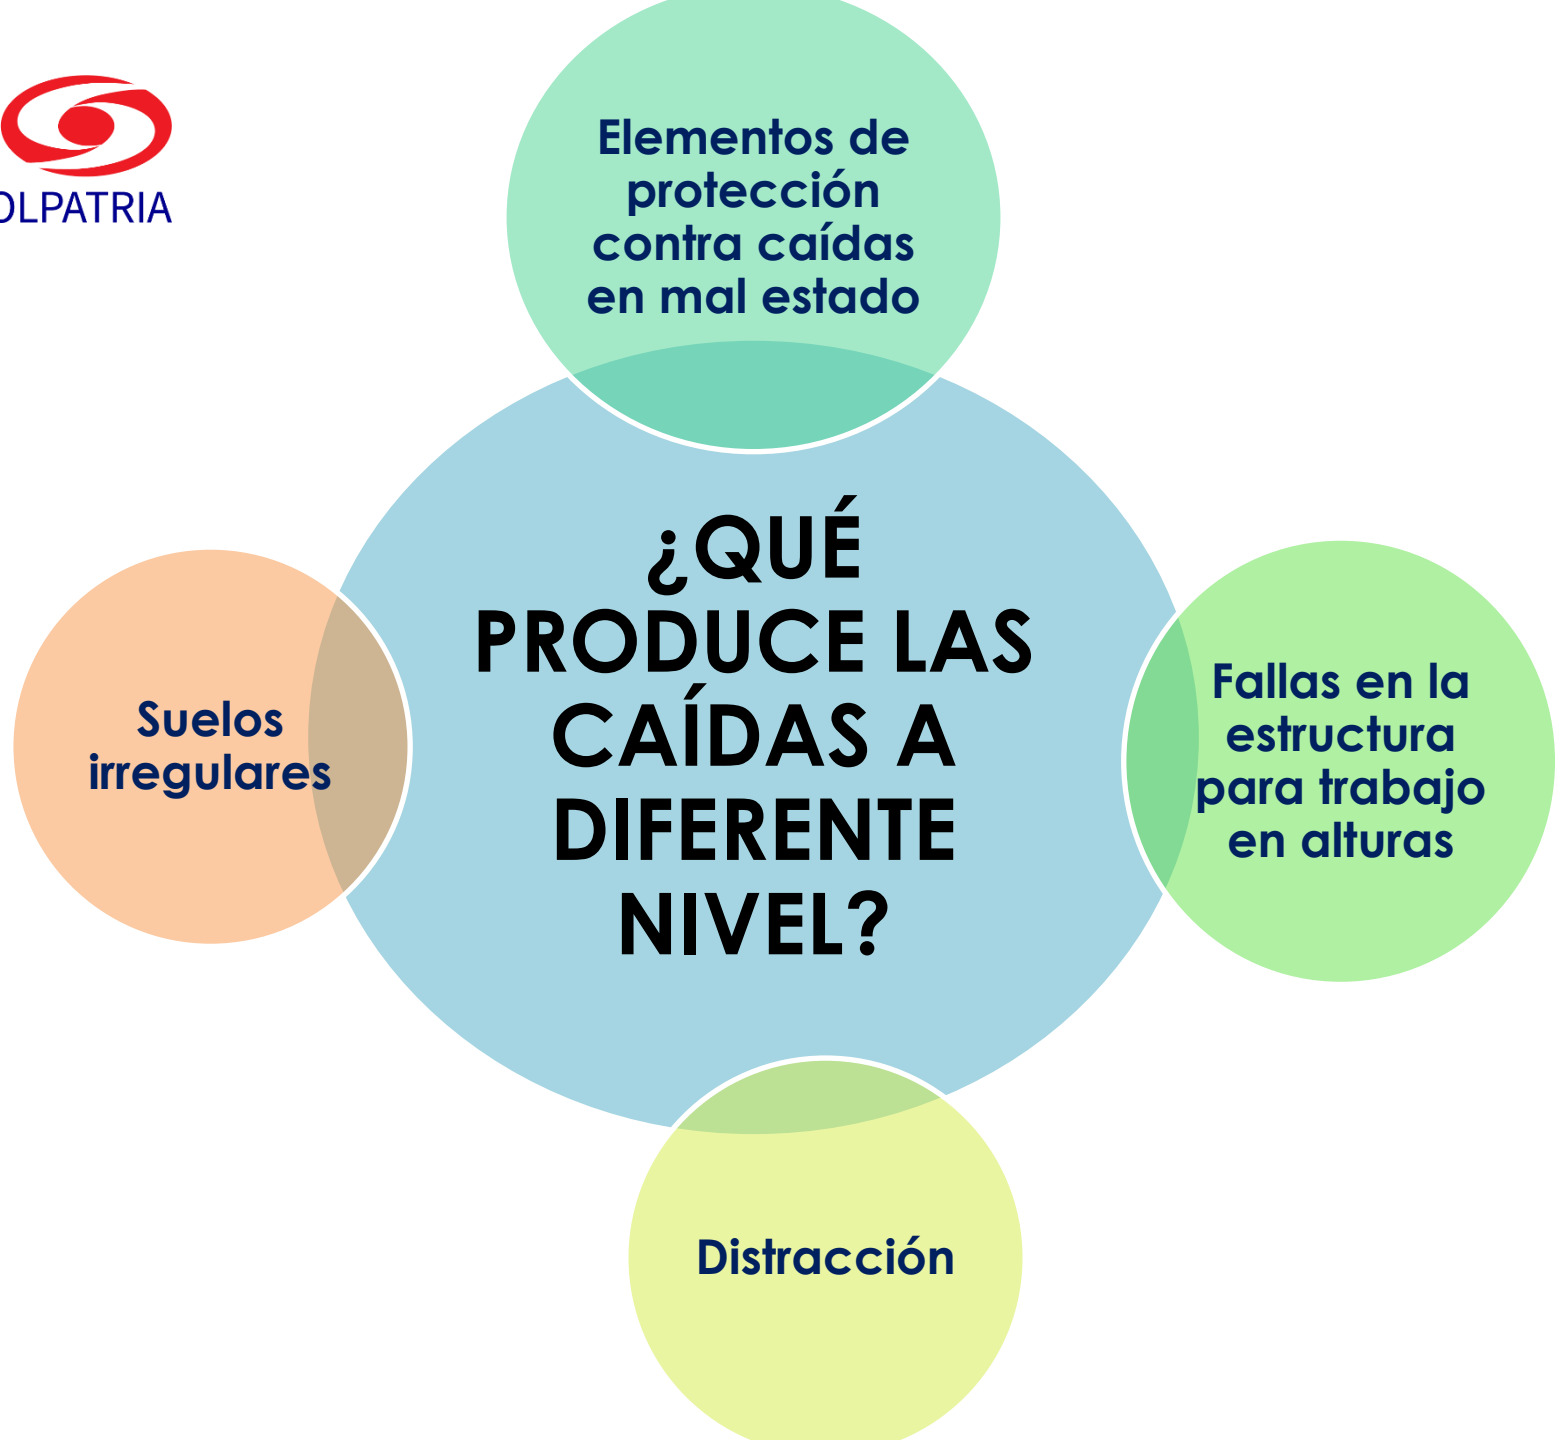 OLPATRIA
Elementos de
protección
contra caídas
en mal estado
¿QUÉ
PRODUCE LAS
CAÍDAS A
DIFERENTE
NIVEL?
Suelos
irregulares
Fallas en la
estructura
para trabajo
en alturas
Distracción